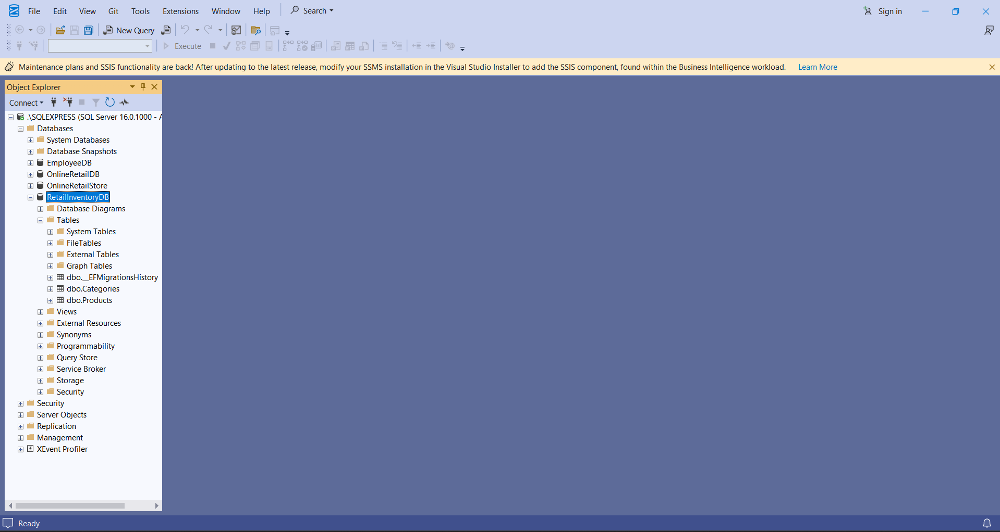 File Edit View Git Tools Extensions Window Help Search Sign in
New Query
Execute
Maintenance plans and SSIS functionality are back! After updating to the latest release, modify your SSMS installation in the Visual Studio Installer to add the SSIS component, found within the Business Intelligence workload. Learn More
Object Explorer
Connect
.\SQLEXPRESS (SQL Server 16.0.1000 - A
Databases
System Databases
Database Snapshots
EmployeeDB
OnlineRetailDB
OnlineRetailStore
RetailInventoryDB
Database Diagrams
Tables
System Tables
FileTables
External Tables
Graph Tables
dbo.__EFMigrationsHistory
dbo.Categories
dbo.Products
Views
External Resources
Synonyms
Programmability
Query Store
Service Broker
Storage
Security
Security
Server Objects
Replication
Management
XEvent Profiler
Ready